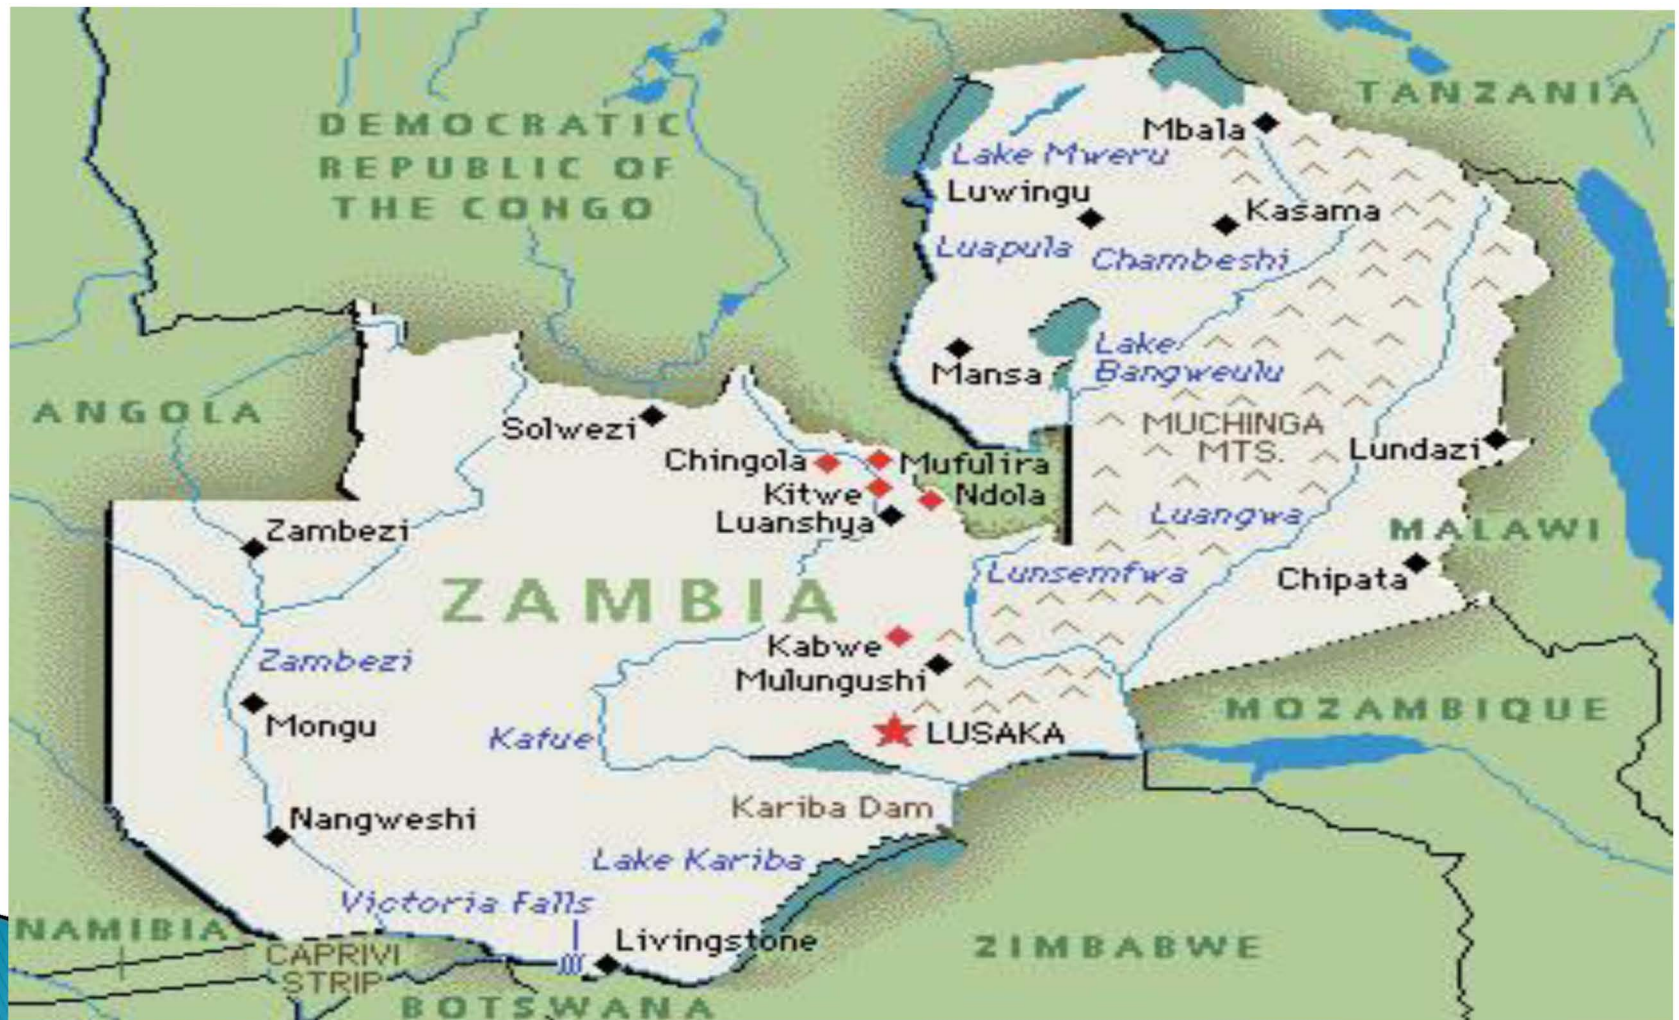 DEMOCRATIC
REPUBLIC OF
THE CONGO
TANZANIA
Mbala
Lake Mweru
Luwingu
Kasama
Luapula
Chambeshi
Lake
Bangweulu
Mansa
ANGOLA
Solwezi
MUCHINGA
MTS.
Lundazi
Chingola
Mufulira
Kitwe
Ndola
Luanshya
Luangwa
MALAWI
Zambezi
ZAMBIA
Lunsemfwa
Chipata
Kabwe
Zambezi
Mulungushi
Mongu
Kafue
LUSAKA
MOZAMBIQUE
Kariba Dam
Nangweshi
Lake Kariba
Victoria Falls
NAMIBIA
Livingstone
ZIMBABWE
CAPRIVI
STRIP
BOTSWANA